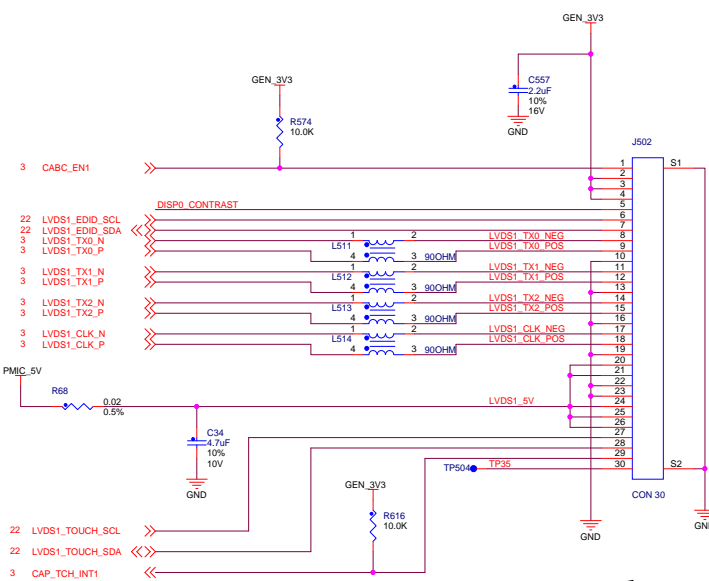 GEN_3V3
C557
2.2uF
10%
16V
GND
GEN_3V3
R574
10.0K
J502
3 CABC_EN1
1 S1
2
3
4
DISP0_CONTRAST 5
22 LVDS1_EDID_SCL 6
22 LVDS1_EDID_SDA 7
3 LVDS1_TX0_N 1 2 LVDS1_TX0_NEG 8
3 LVDS1_TX0_P L511 4 3 90OHM LVDS1_TX0_POS 9
10
3 LVDS1_TX1_N 1 2 LVDS1_TX1_NEG 11
3 LVDS1_TX1_P L512 4 3 90OHM LVDS1_TX1_POS 12
13
3 LVDS1_TX2_N 1 2 LVDS1_TX2_NEG 14
3 LVDS1_TX2_P L513 4 3 90OHM LVDS1_TX2_POS 15
16
3 LVDS1_CLK_N 1 2 LVDS1_CLK_NEG 17
3 LVDS1_CLK_P L514 4 3 90OHM LVDS1_CLK_POS 18
19
20
21
22
23
PMIC_5V
R68 0.02 0.5% LVDS1_5V 24
25
26
27
28
29
C34
4.7uF
10%
10V
GND
TP504 TP35 30 S2
CON 30
GEN_3V3
R616
10.0K
GND
22 LVDS1_TOUCH_SCL
22 LVDS1_TOUCH_SDA
3 CAP_TCH_INT1